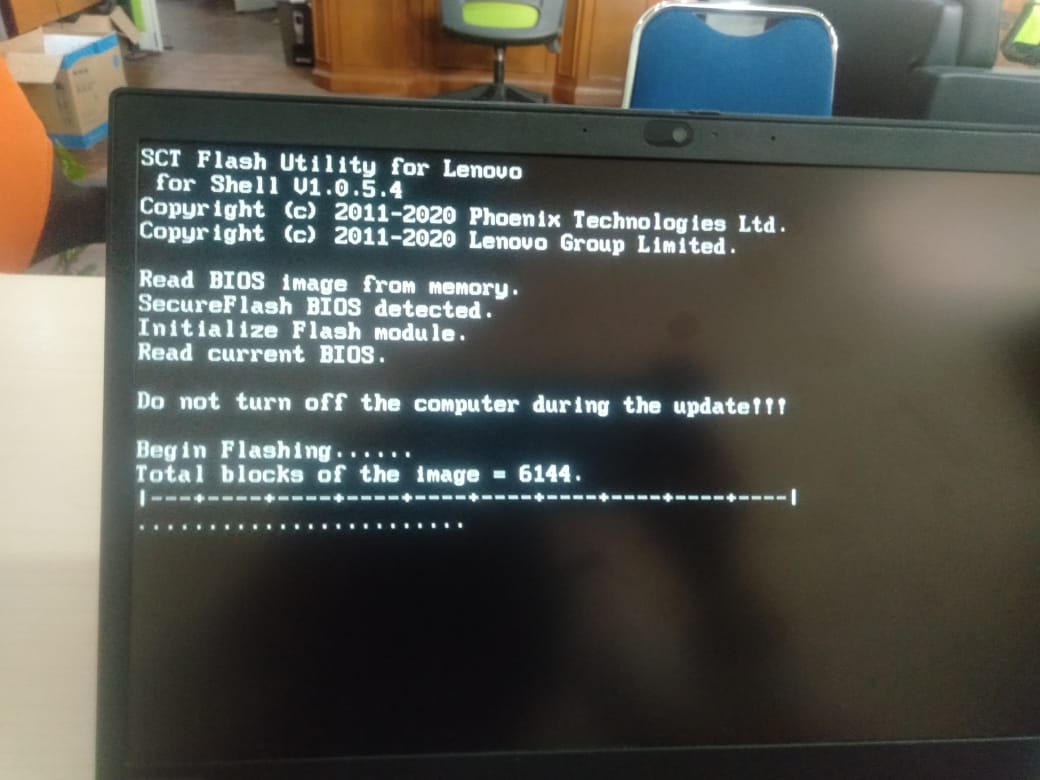 SCT Flash Utility for Lenovo
for Shell V1.0.5.4
Copyright (c) 2011-2020 Phoenix Technologies Ltd.
Copyright (c) 2011-2020 Lenovo Group Limited.
Read BIOS image from memory.
SecureFlash BIOS detected.
Initialize Flash module.
Read current BIOS.
Do not turn off the computer during the update!!!
Begin Flashing......
Total blocks of the image = 6144.
|---+----+----+----+----+----+----+----+----+----|
........................